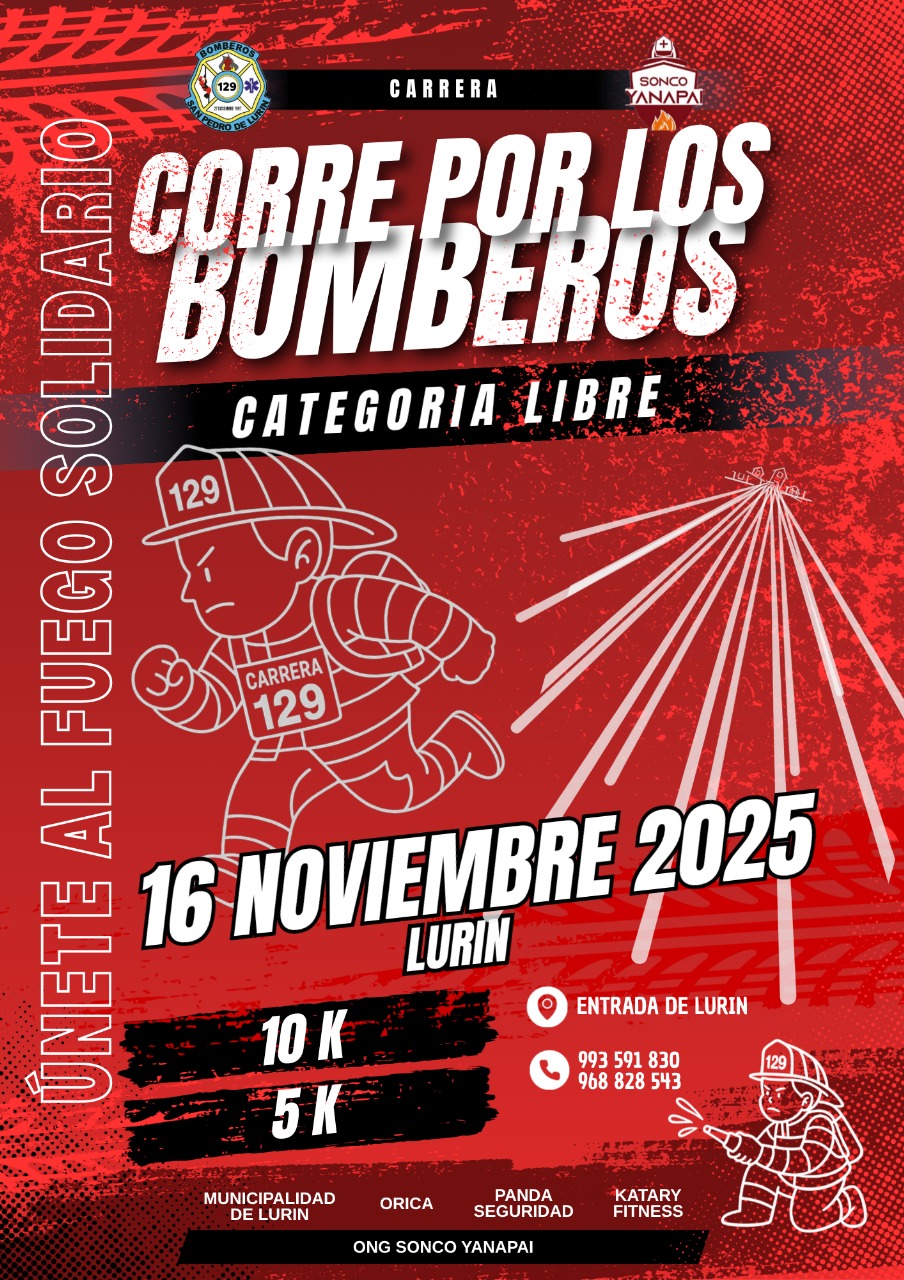 BOMBEROS
129
SAN PEDRO DE LURIN
CARRERA
SONCO
YANAPAI
CORRE POR LOS
BOMBEROS
CATEGORIA LIBRE
ÚNETE AL FUEGO SOLIDARIO
129
CARRERA
129
16 NOVIEMBRE 2025
LURIN
10 K
5 K
ENTRADA DE LURIN
993 591 830
968 828 543
129
MUNICIPALIDAD
DE LURIN
ORICA
PANDA
SEGURIDAD
KATARY
FITNESS
ONG SONCO YANAPAI